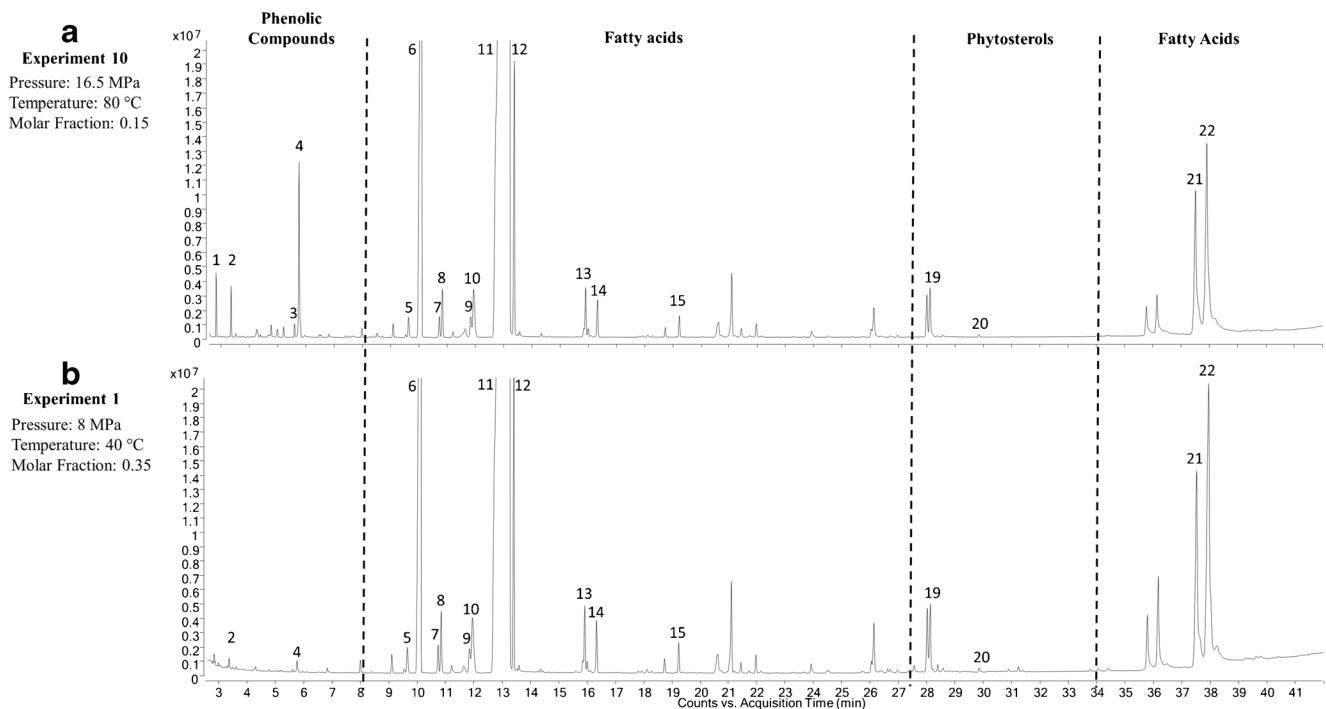 a
Experiment 10
Pressure: 16.5 MPa
Temperature: 80 °C
Molar Fraction: 0.15
Phenolic
Compounds
Fatty acids
Phytosterols
Fatty Acids
x10⁷
2
1.9
1.8
1.7
1.6
1.5
1.4
1.3
1.2
1.1
1
0.9
0.8
0.7
0.6
0.5
0.4
0.3
0.2
0.1
0
1 2 3 4 5 6 7 8 9 10 11 12 13 14 15 19 20 21 22
b
Experiment 1
Pressure: 8 MPa
Temperature: 40 °C
Molar Fraction: 0.35
x10⁷
2
1.9
1.8
1.7
1.6
1.5
1.4
1.3
1.2
1.1
1
0.9
0.8
0.7
0.6
0.5
0.4
0.3
0.2
0.1
0
2 4 5 6 7 8 9 10 11 12 13 14 15 19 20 21 22
3 4 5 6 7 8 9 10 11 12 13 14 15 16 17 18 19 20 21 22 23 24 25 26 27 28 29 30 31 32 33 34 35 36 37 38 39 40 41
Counts vs. Acquisition Time (min)